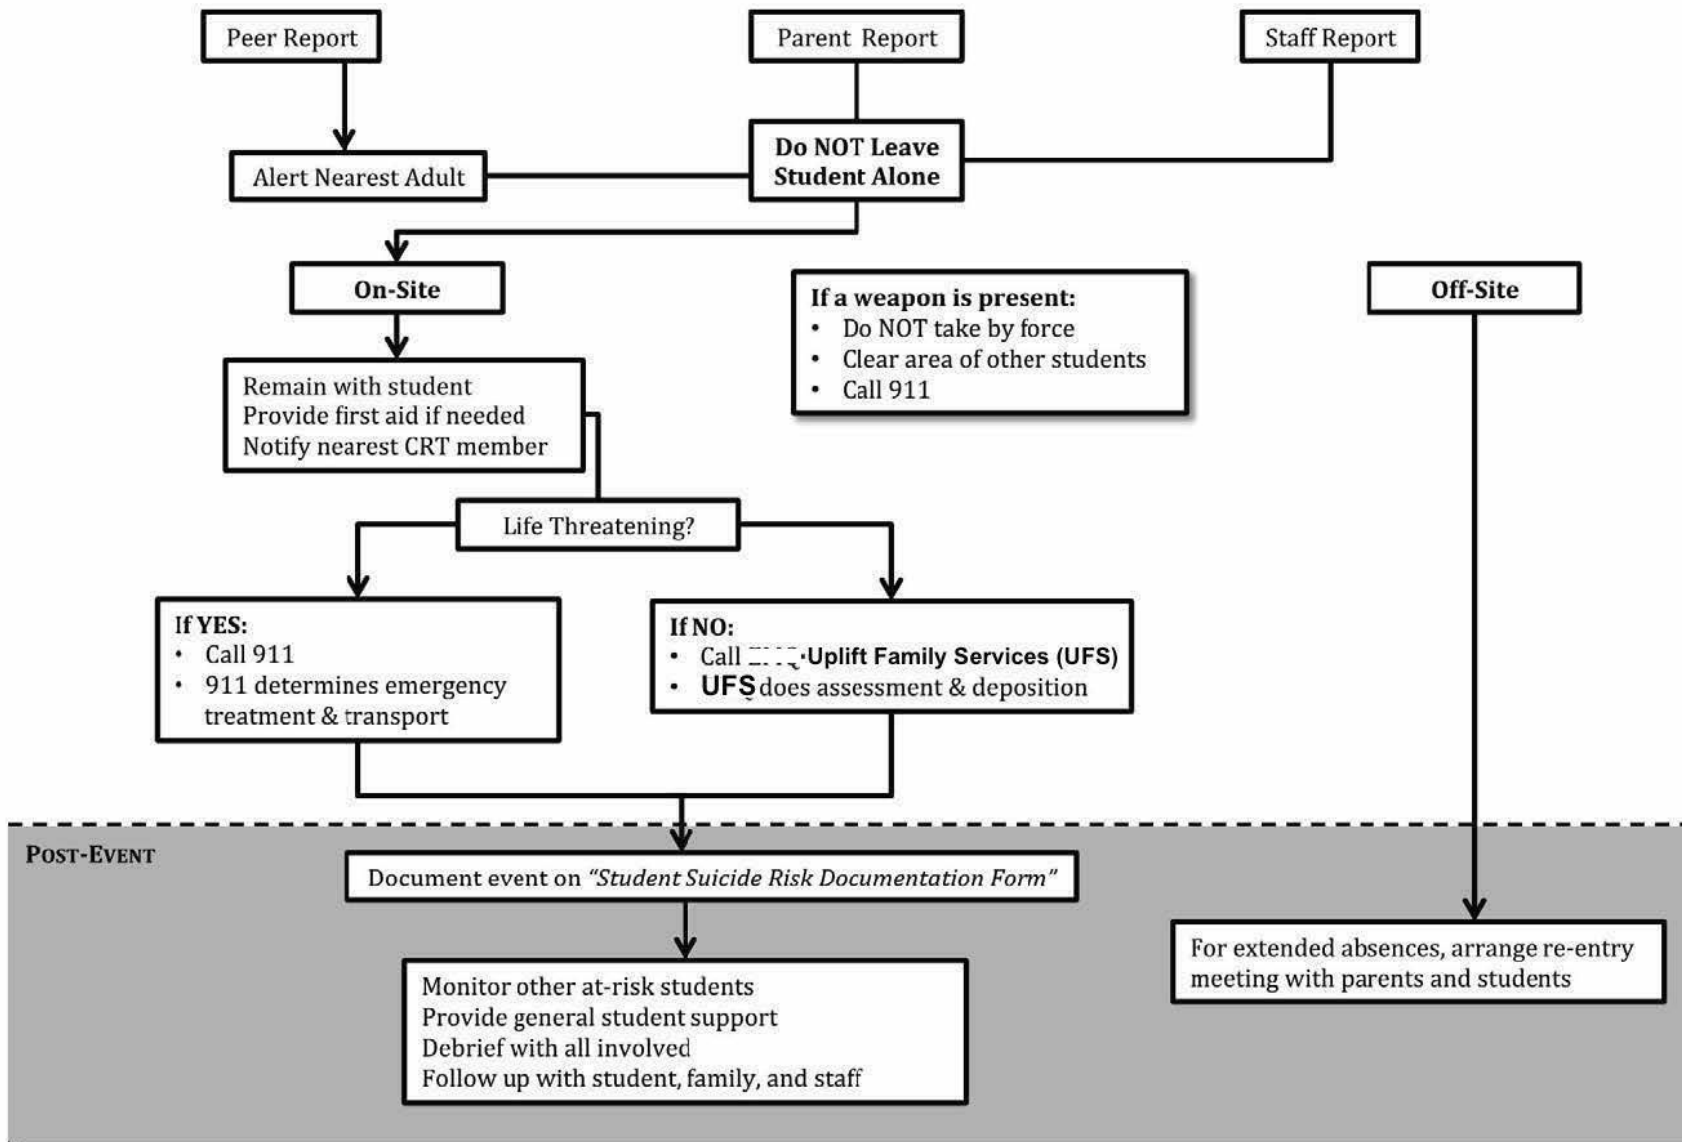 Peer Report
Parent Report
Staff Report
Alert Nearest Adult
Do NOT Leave
Student Alone
On-Site
If a weapon is present:
• Do NOT take by force
• Clear area of other students
• Call 911
Off-Site
Remain with student
Provide first aid if needed
Notify nearest CRT member
Life Threatening?
If YES:
• Call 911
• 911 determines emergency
treatment & transport
If NO:
• Call Uplift Family Services (UFS)
• UFS does assessment & deposition
POST-EVENT
Document event on “Student Suicide Risk Documentation Form”
For extended absences, arrange re-entry
meeting with parents and students
Monitor other at-risk students
Provide general student support
Debrief with all involved
Follow up with student, family, and staff